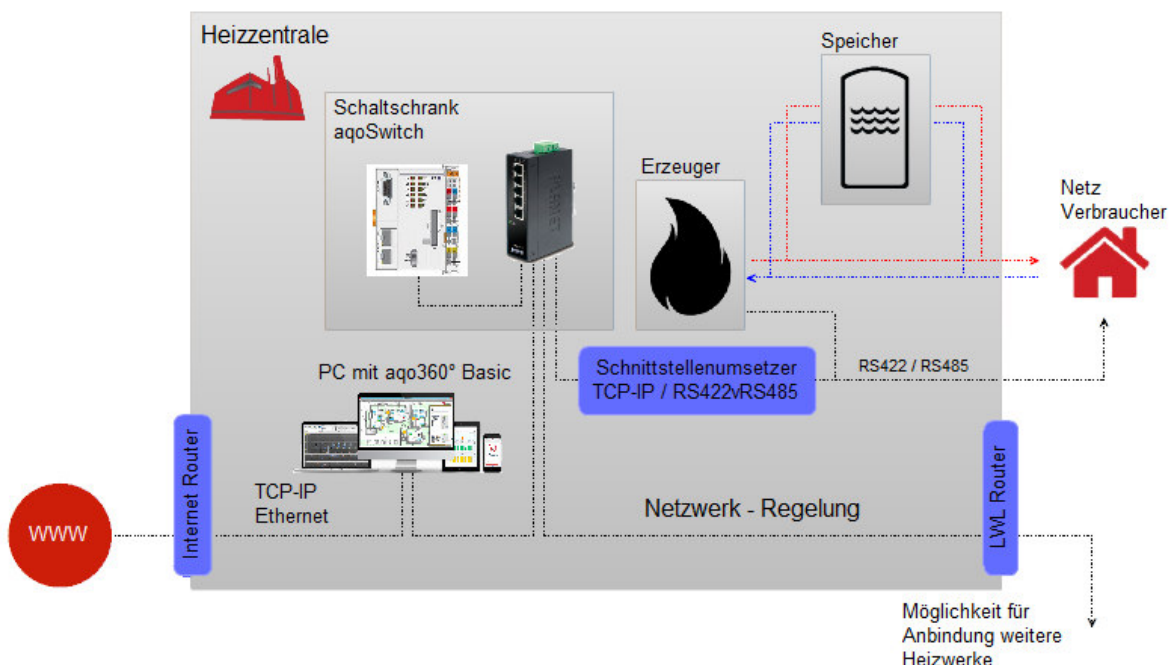 Heizzentrale
Speicher
Schaltschrank
aqoSwitch
PLANET
Erzeuger
Netz
Verbraucher
PC mit aqo360° Basic
Schnittstellenumsetzer
TCP-IP / RS422vRS485
RS422 / RS485
Internet Router
LWL Router
TCP-IP
Ethernet
Netzwerk - Regelung
WWW
Möglichkeit für
Anbindung weitere
Heizwerke